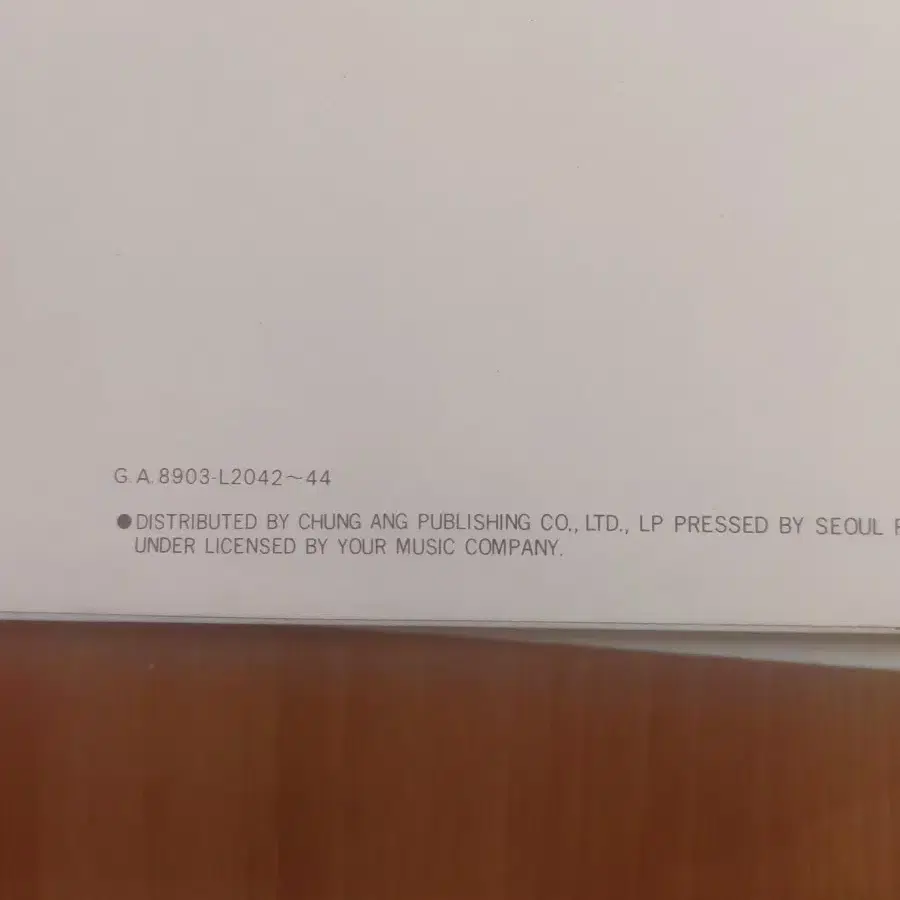 G.A.8903-L2042~44
●DISTRIBUTED BY CHUNG ANG PUBLISHING CO., LTD., LP PRESSED BY SEOUL
UNDER LICENSED BY YOUR MUSIC COMPANY.